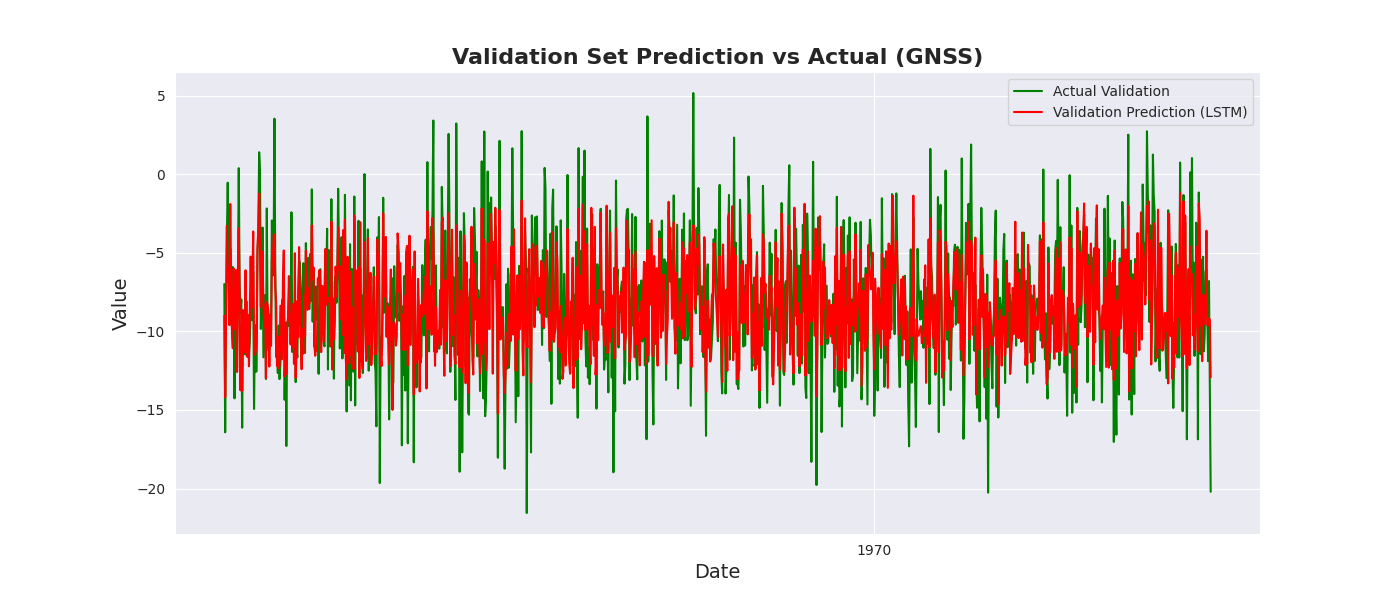 Validation Set Prediction vs Actual (GNSS)
Actual Validation
Validation Prediction (LSTM)
5
0
−5
−10
−15
−20
Value
1970
Date